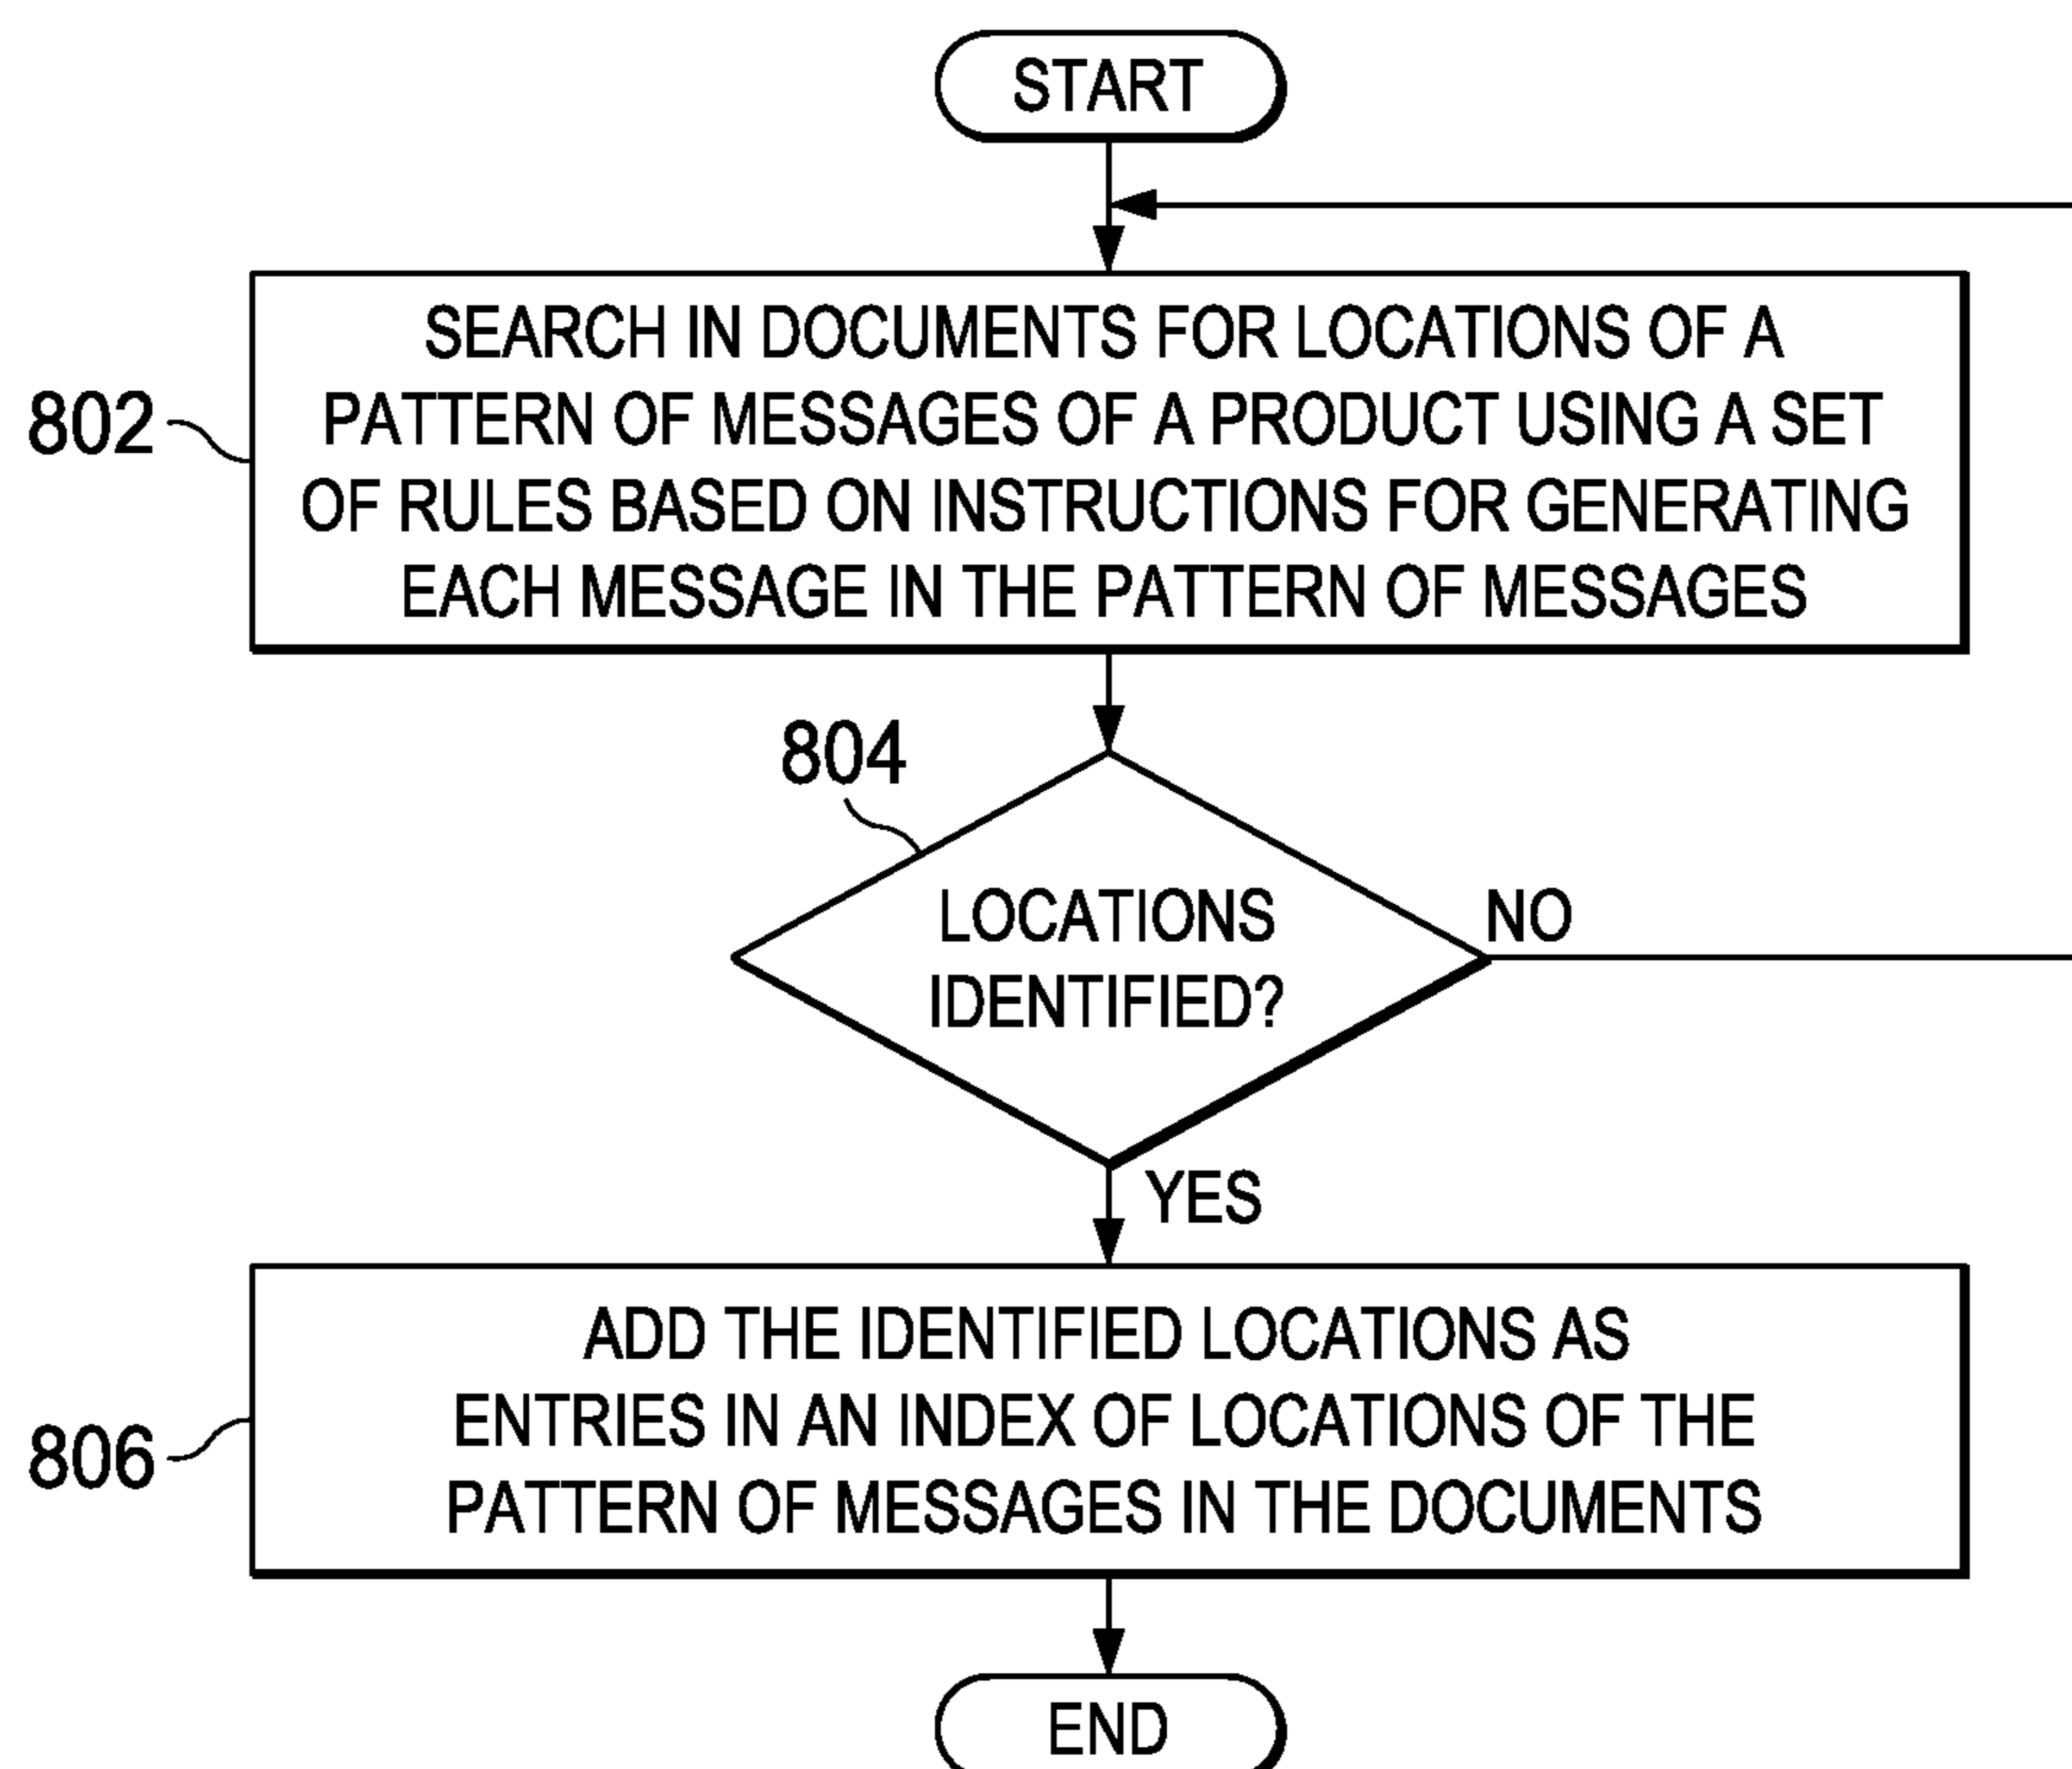 START
802
SEARCH IN DOCUMENTS FOR LOCATIONS OF A
PATTERN OF MESSAGES OF A PRODUCT USING A SET
OF RULES BASED ON INSTRUCTIONS FOR GENERATING
EACH MESSAGE IN THE PATTERN OF MESSAGES
804
LOCATIONS
IDENTIFIED?
NO
YES
806
ADD THE IDENTIFIED LOCATIONS AS
ENTRIES IN AN INDEX OF LOCATIONS OF THE
PATTERN OF MESSAGES IN THE DOCUMENTS
END